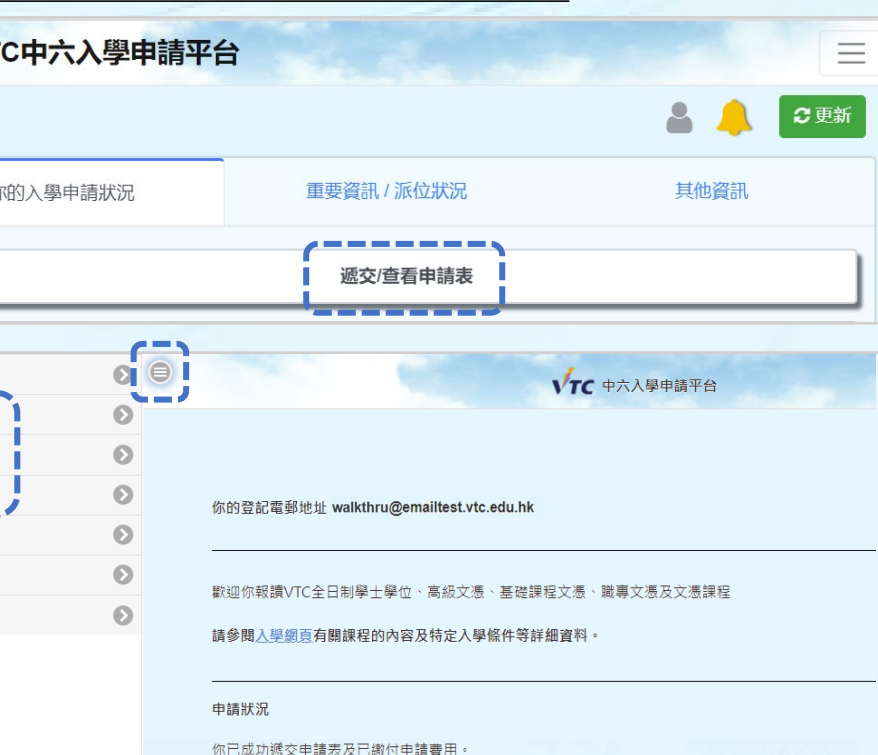 TC中六入學申請平台
更新
你的入學申請狀況
重要資訊 / 派位狀況
其他資訊
遞交/查看申請表
VTC 中六入學申請平台
你的登記電郵地址 walkthru@emailtest.vtc.edu.hk
歡迎你報讀VTC全日制學士學位、高級文憑、基礎課程文憑、職專文憑及文憑課程
請參閱入學網頁有關課程的內容及特定入學條件等詳細資料。
申請狀況
你已成功遞交申請表及已繳付申請費用。